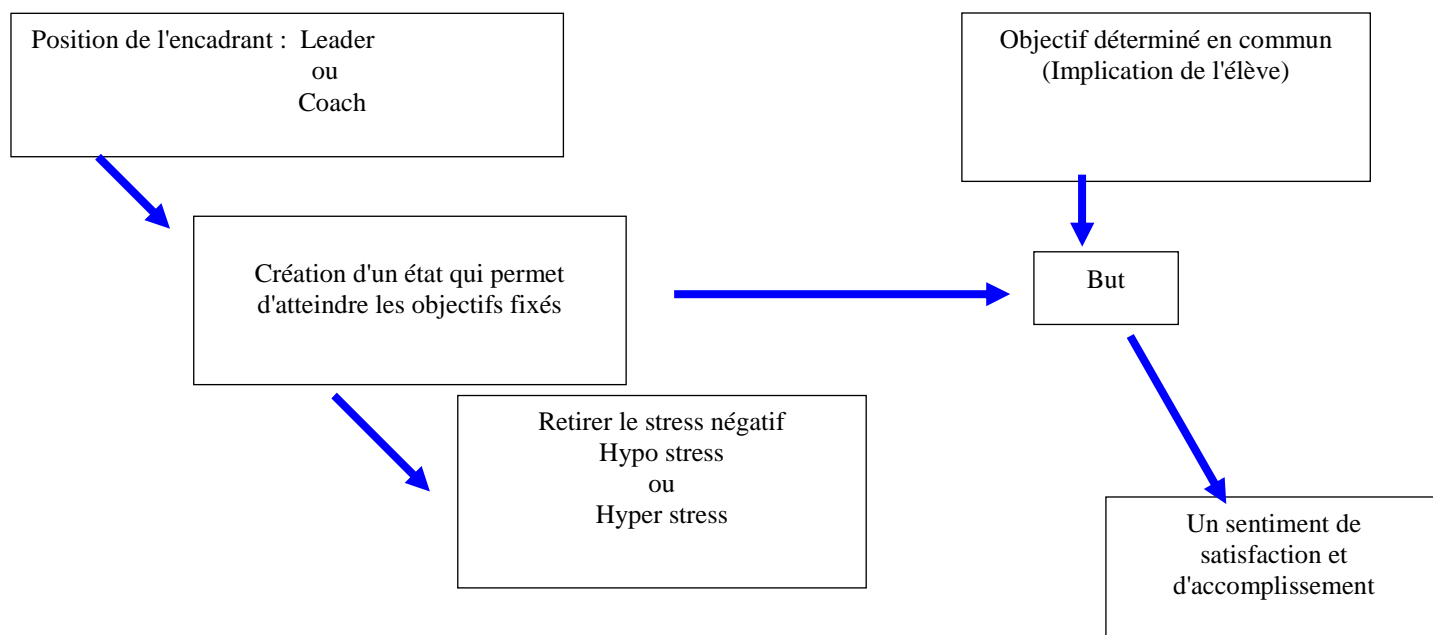 Position de l'encadrant : Leader
ou
Coach
Objectif déterminé en commun
(Implication de l'élève)
Création d'un état qui permet
d'atteindre les objectifs fixés
But
Retirer le stress négatif
Hypo stress
ou
Hyper stress
Un sentiment de
satisfaction et
d'accomplissement